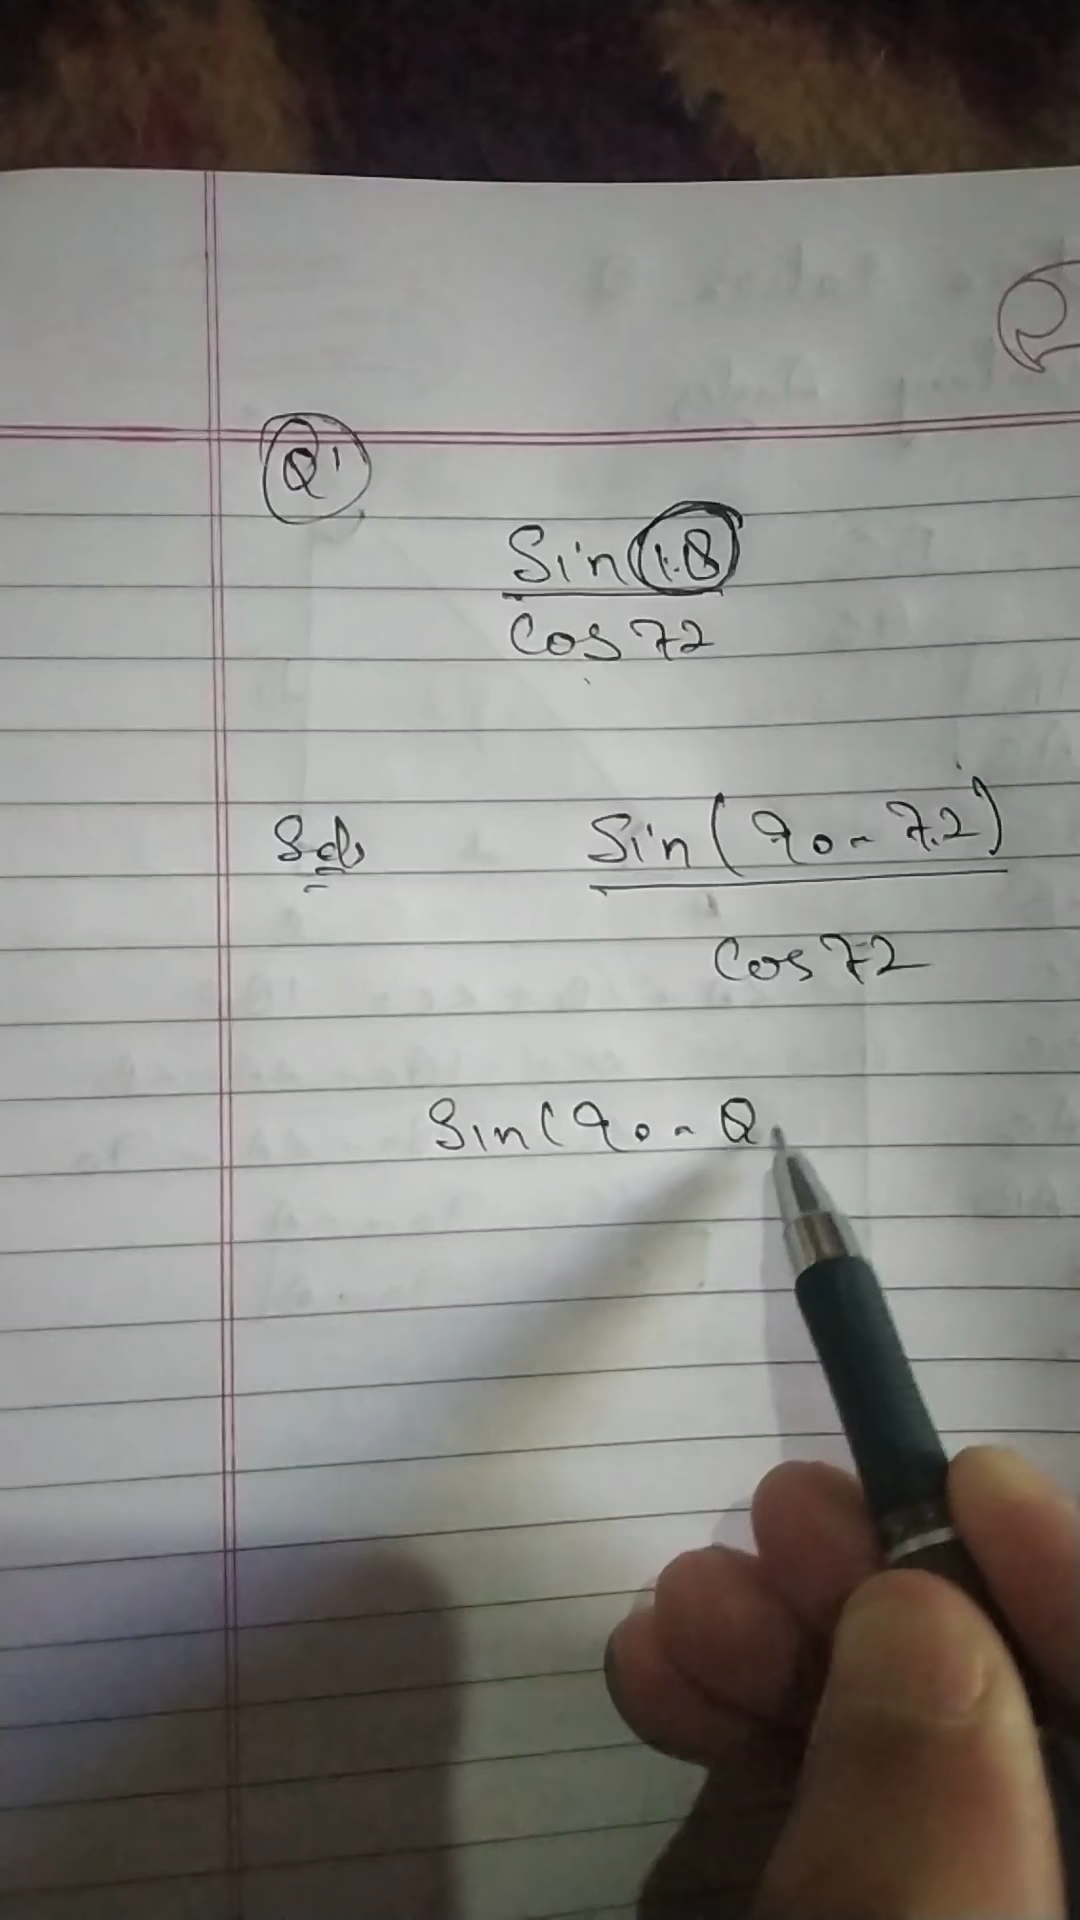 Q1
Sin 18
Cos 72
Sol:
Sin (90 - 72)
Cos 72
Sin (90 - Q